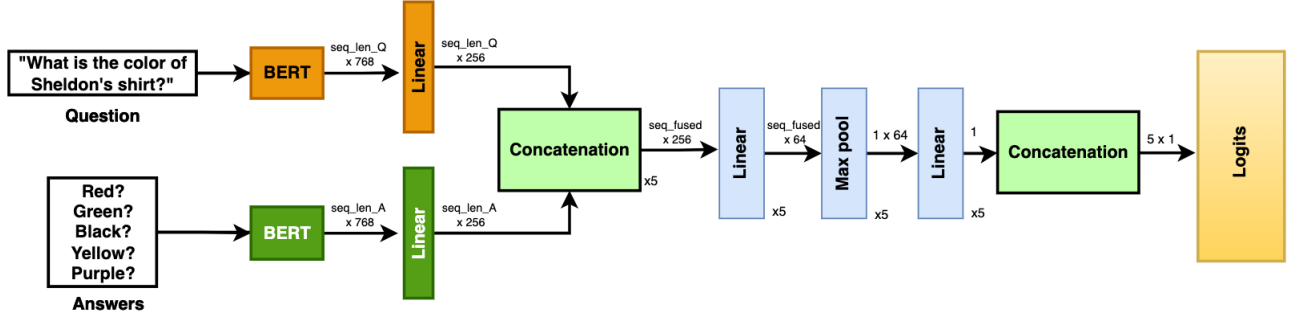 "What is the color of
Sheldon's shirt?"
Question
BERT
seq_len_Q
x 768
Linear
seq_len_Q
x 256
Red?
Green?
Black?
Yellow?
Purple?
Answers
BERT
seq_len_A
x 768
Linear
seq_len_A
x 256
Concatenation
x5
seq_fused
x 256
Linear
x5
seq_fused
x 64
Max pool
x5
1 x 64
Linear
x5
1
Concatenation
5 x 1
Logits